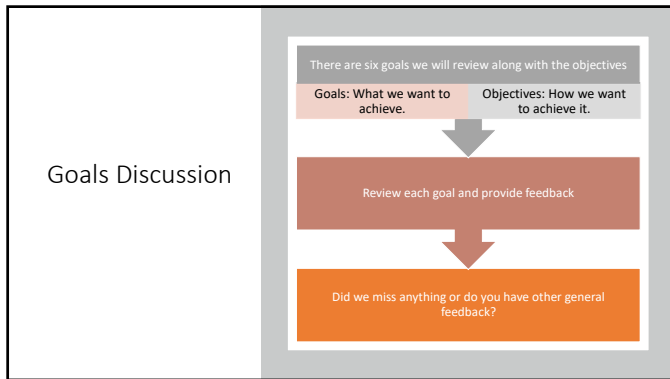 Goals Discussion
There are six goals we will review along with the objectives
Goals: What we want to
achieve.
Objectives: How we want
to achieve it.
Review each goal and provide feedback
Did we miss anything or do you have other general
feedback?